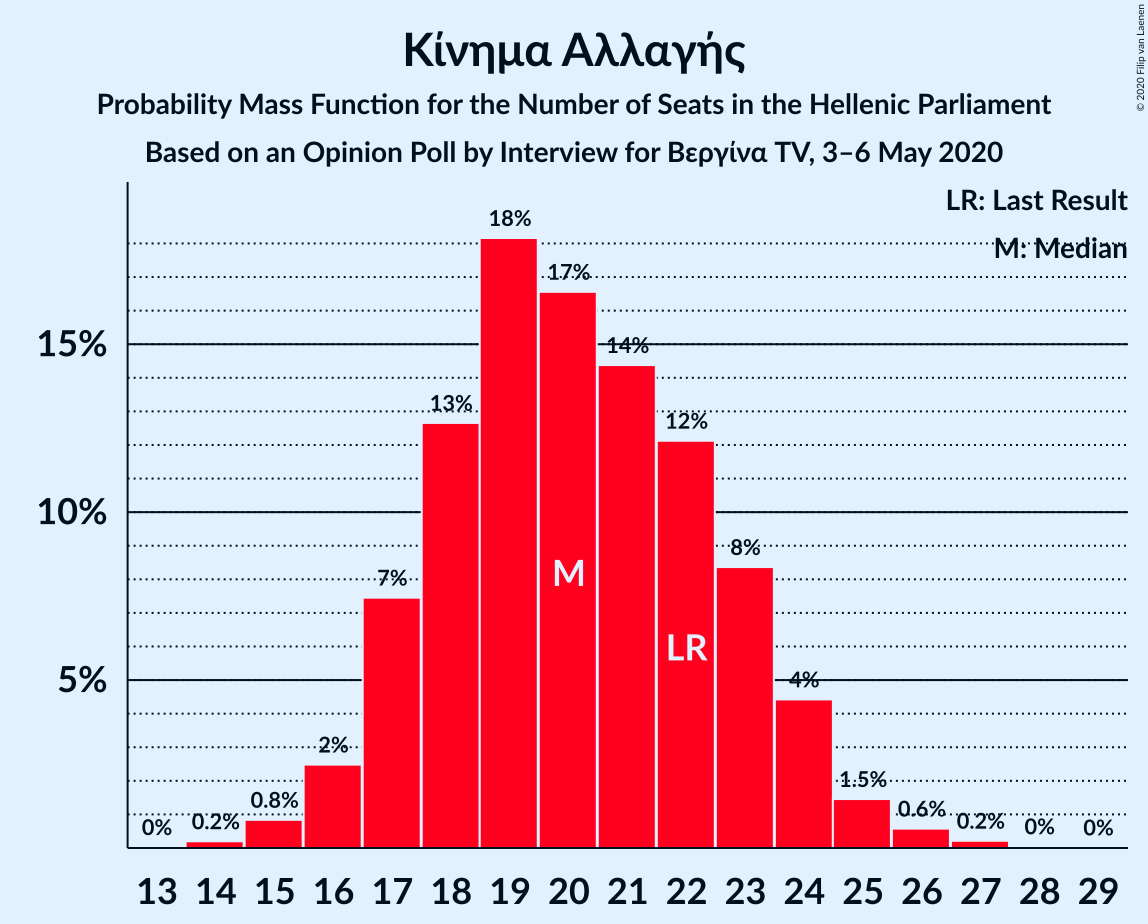 Κίνημα Αλλαγής
Probability Mass Function for the Number of Seats in the Hellenic Parliament
Based on an Opinion Poll by Interview for Βεργίνα TV, 3–6 May 2020
© 2020 Filip van Laenen
LR: Last Result
M: Median
15%
10%
5%
0%
0.2%
0.8%
2%
7%
13%
18%
17%
14%
12%
8%
4%
1.5%
0.6%
0.2%
0%
0%
M
LR
13 14 15 16 17 18 19 20 21 22 23 24 25 26 27 28 29